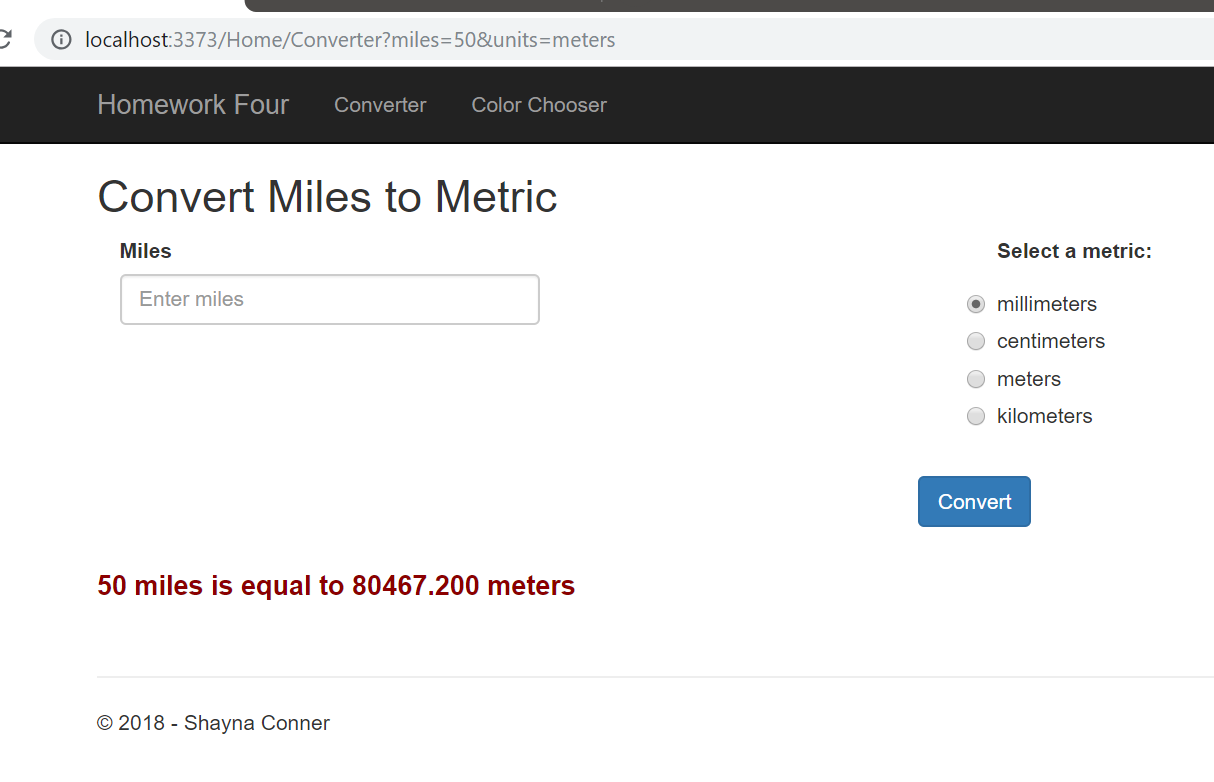 localhost:3373/Home/Converter?miles=50&units=meters
Homework Four Converter Color Chooser
Convert Miles to Metric
Miles
Enter miles
Select a metric:
millimeters
centimeters
meters
kilometers
Convert
50 miles is equal to 80467.200 meters
© 2018 - Shayna Conner